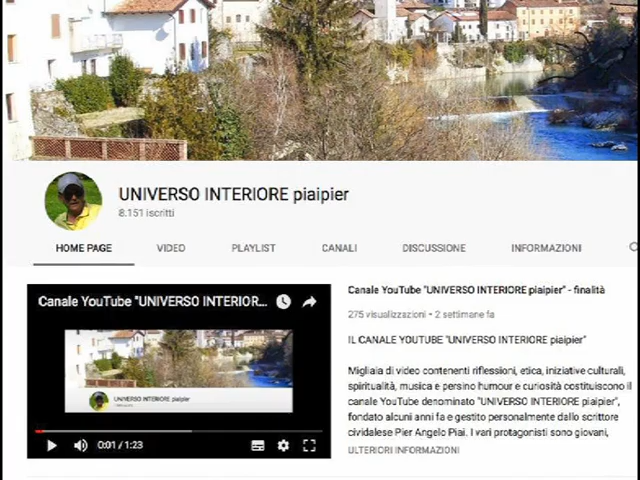 UNIVERSO INTERIORE piaipier
8.151 iscritti
HOME PAGE VIDEO PLAYLIST CANALI DISCUSSIONE INFORMAZIONI
Canale YouTube "UNIVERSO INTERIOR...
UNIVERSO INTERIORE piaipier
0:01 / 1:23
Canale YouTube "UNIVERSO INTERIORE piaipier" - finalità
275 visualizzazioni • 2 settimane fa
IL CANALE YOUTUBE "UNIVERSO INTERIORE piaipier"
Migliaia di video contenenti riflessioni, etica, iniziative culturali,
spiritualità, musica e persino humour e curiosità costituiscono il
canale YouTube denominato "UNIVERSO INTERIORE piaipier",
fondato alcuni anni fa e gestito personalmente dallo scrittore
cividalese Pier Angelo Piai. I vari protagonisti sono giovani,
ULTERIORI INFORMAZIONI